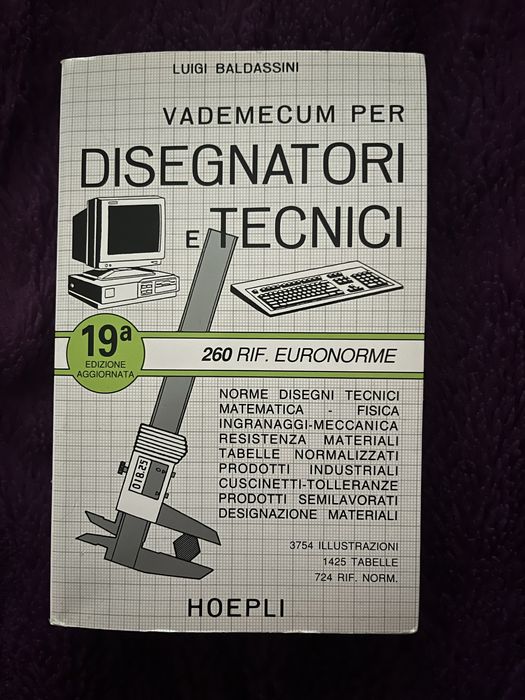 LUIGI BALDASSINI
VADEMECUM PER
DISEGNATORI
E TECNICI
19ª
EDIZIONE
AGGIORNATA
260 RIF. EURONORME
NORME DISEGNI TECNICI
MATEMATICA - FISICA
INGRANAGGI-MECCANICA
RESISTENZA MATERIALI
TABELLE NORMALIZZATI
PRODOTTI INDUSTRIALI
CUSCINETTI-TOLLERANZE
PRODOTTI SEMILAVORATI
DESIGNAZIONE MATERIALI
018.25
3754 ILLUSTRAZIONI
1425 TABELLE
724 RIF. NORM.
HOEPLI